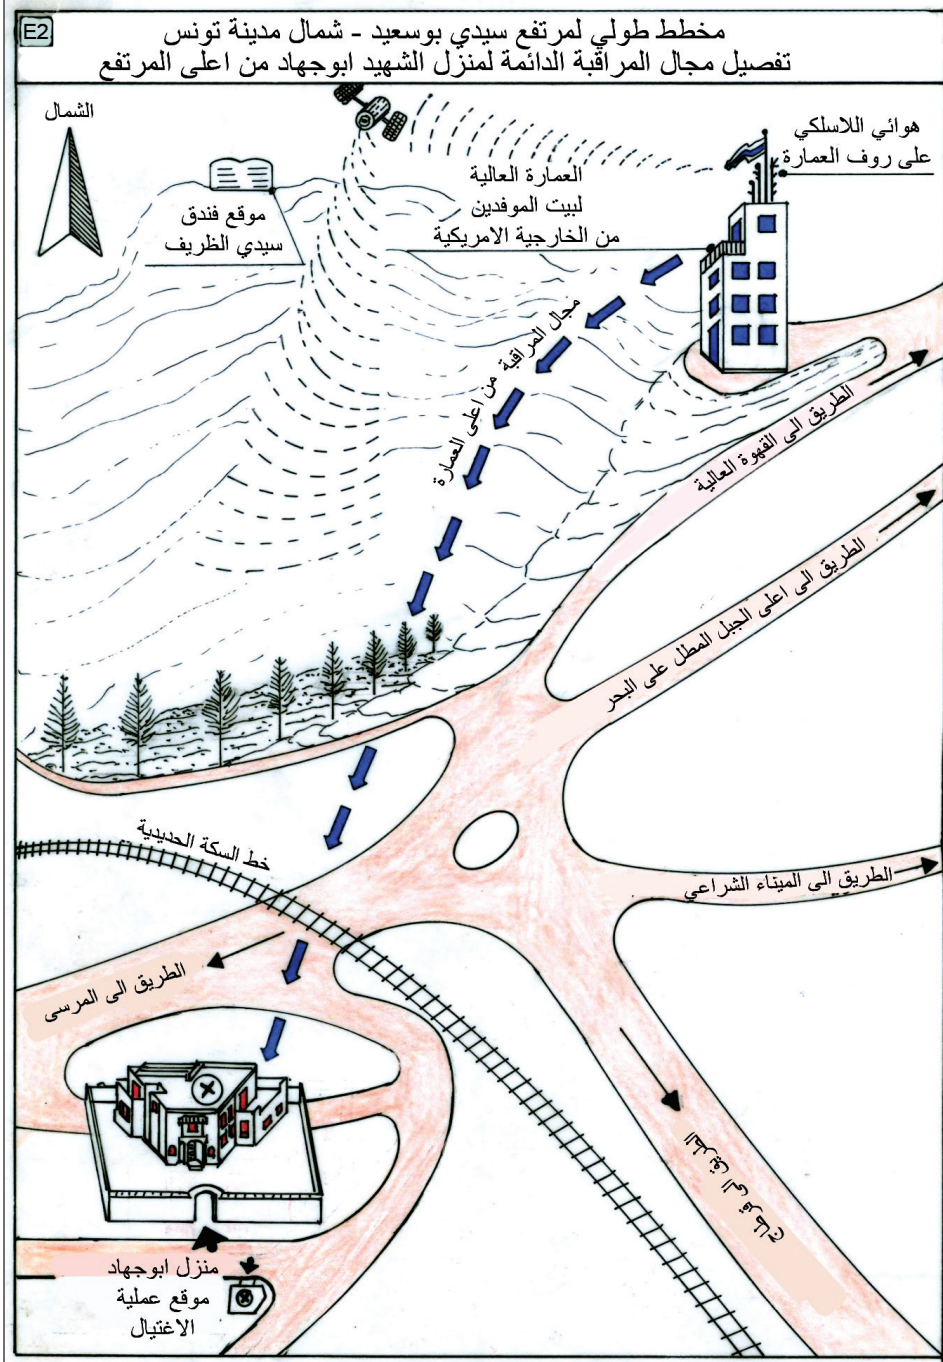 E2
مخطط طولي لمرتفع سيدي بوسعيد - شمال مدينة تونس
تفصيل مجال المراقبة الدائمة لمنزل الشهيد ابوجهاد من اعلى المرتفع
الشمال
هوائي اللاسلكي
على روف العمارة
العمارة العالية
لبيت الموفدين
من الخارجية الامريكية
موقع فندق
سيدي الظريف
مجال المراقبة من اعلى العمارة
الطريق الى القهوة العالية
الطريق الى اعلى الجبل المطل على البحر
خط السكة الحديدية
الطريق الى الميناء الشراعي
الطريق الى المرسى
الطريق الى قرطاج
منزل ابوجهاد
موقع عملية
الاغتيال